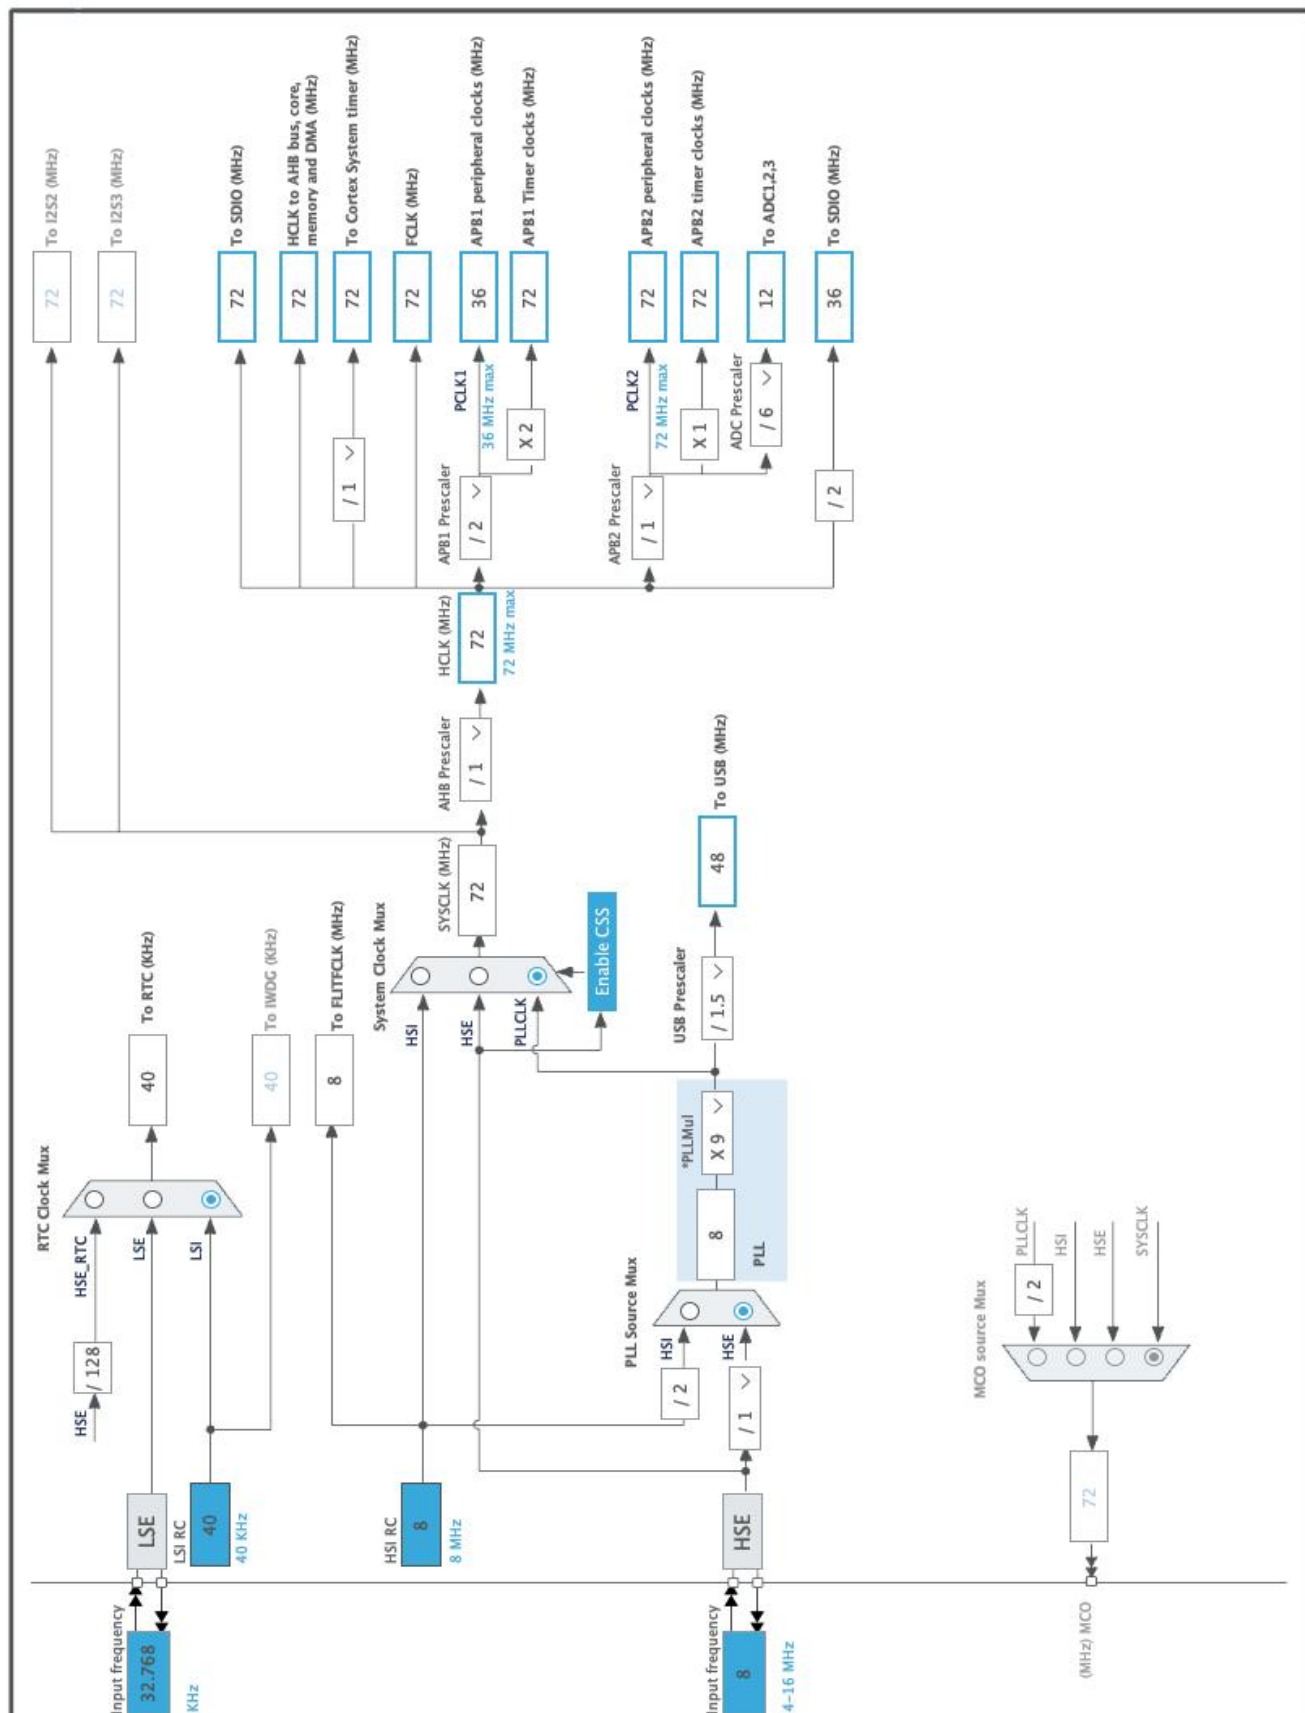 Input frequency
32.768
KHz
LSE
LSI RC
40
40 KHz
HSE
/ 128
HSE_RTC
LSE
LSI
RTC Clock Mux
40
To RTC (KHz)
40
To IWDG (KHz)
HSI RC
8
8 MHz
8
To FLITFCLK (MHz)
Input frequency
8
4-16 MHz
HSE
/ 1
/ 2
HSI
HSE
PLL Source Mux
8
*PLLMul
X 9
PLL
USB Prescaler
/ 1.5
48
To USB (MHz)
System Clock Mux
HSI
HSE
PLLCLK
Enable CSS
SYSCLK (MHz)
72
AHB Prescaler
/ 1
HCLK (MHz)
72
72 MHz max
72
To I2S2 (MHz)
72
To I2S3 (MHz)
72
To SDIO (MHz)
72
HCLK to AHB bus, core,
memory and DMA (MHz)
/ 1
72
To Cortex System timer (MHz)
72
FCLK (MHz)
APB1 Prescaler
/ 2
PCLK1
36 MHz max
36
APB1 peripheral clocks (MHz)
X 2
72
APB1 Timer clocks (MHz)
APB2 Prescaler
/ 1
PCLK2
72 MHz max
72
APB2 peripheral clocks (MHz)
X 1
72
APB2 timer clocks (MHz)
ADC Prescaler
/ 6
12
To ADC1,2,3
/ 2
36
To SDIO (MHz)
(MHz) MCO
72
MCO source Mux
/ 2
PLLCLK
HSI
HSE
SYSCLK